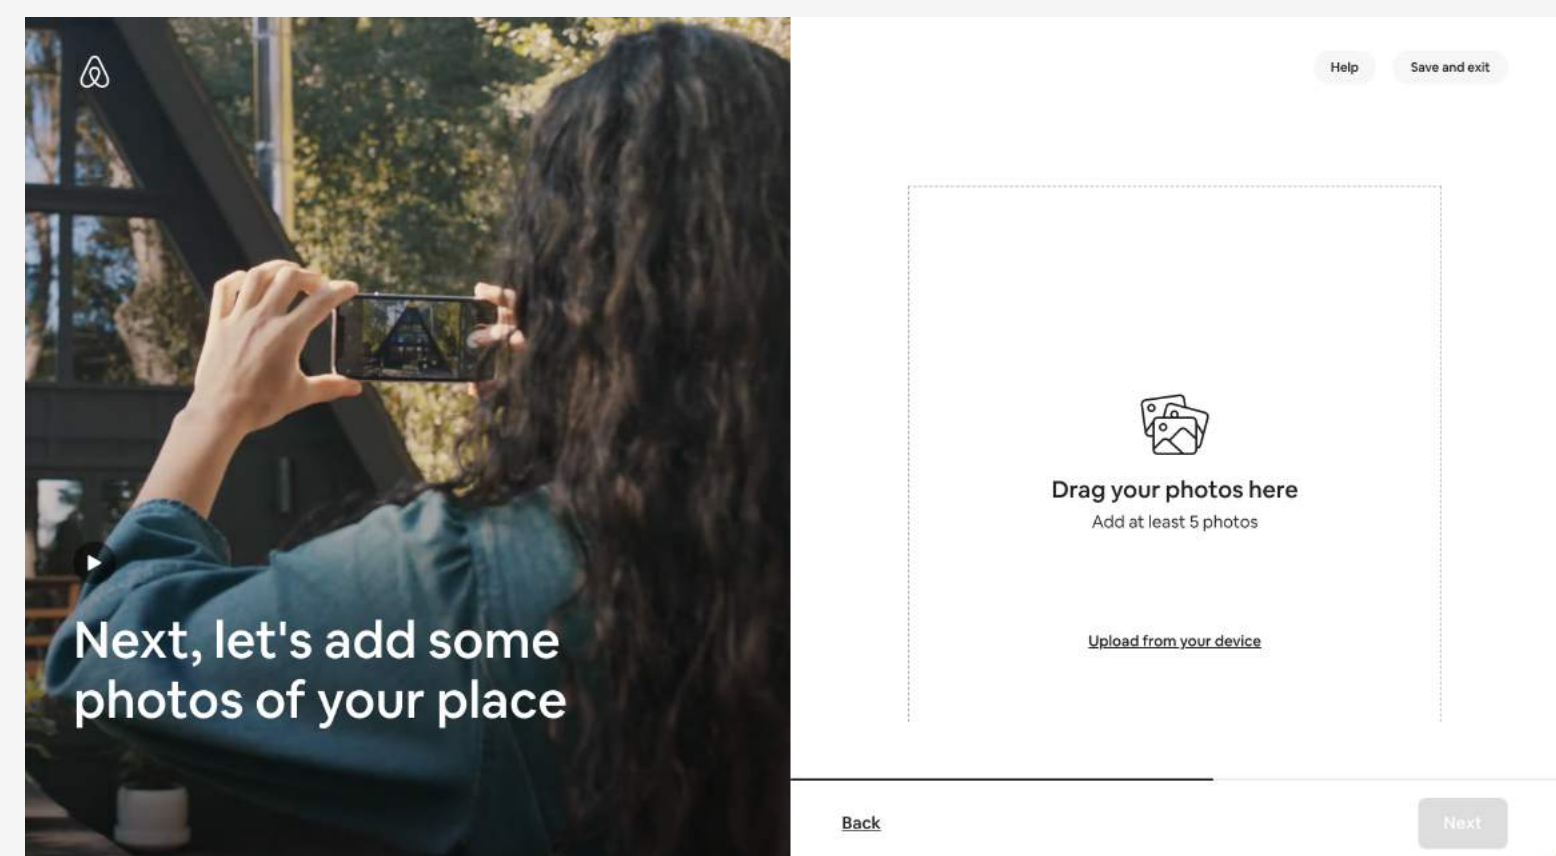 Help
Save and exit
Next, let's add some
photos of your place
Drag your photos here
Add at least 5 photos
Upload from your device
Back
Next